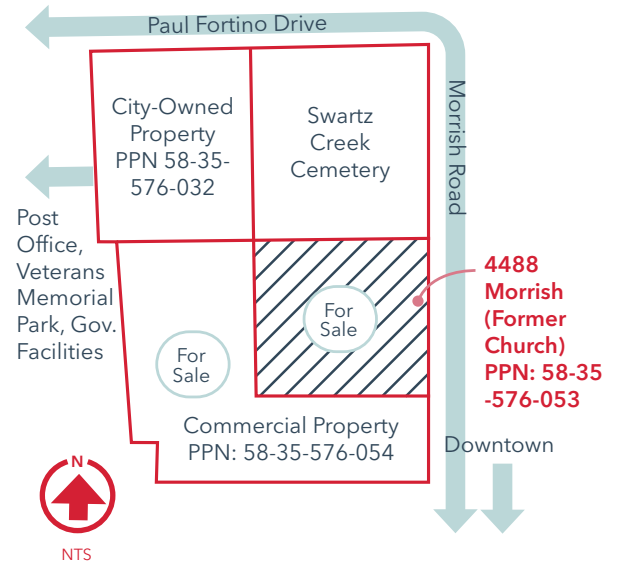 Paul Fortino Drive
City-Owned
Property
PPN 58-35-
576-032
Swartz
Creek
Cemetery
Morrish Road
Post
Office,
Veterans
Memorial
Park, Gov.
Facilities
4488
Morrish
(Former
Church)
PPN: 58-35
-576-053
For
Sale
For
Sale
Commercial Property
PPN: 58-35-576-054
Downtown
N
NTS